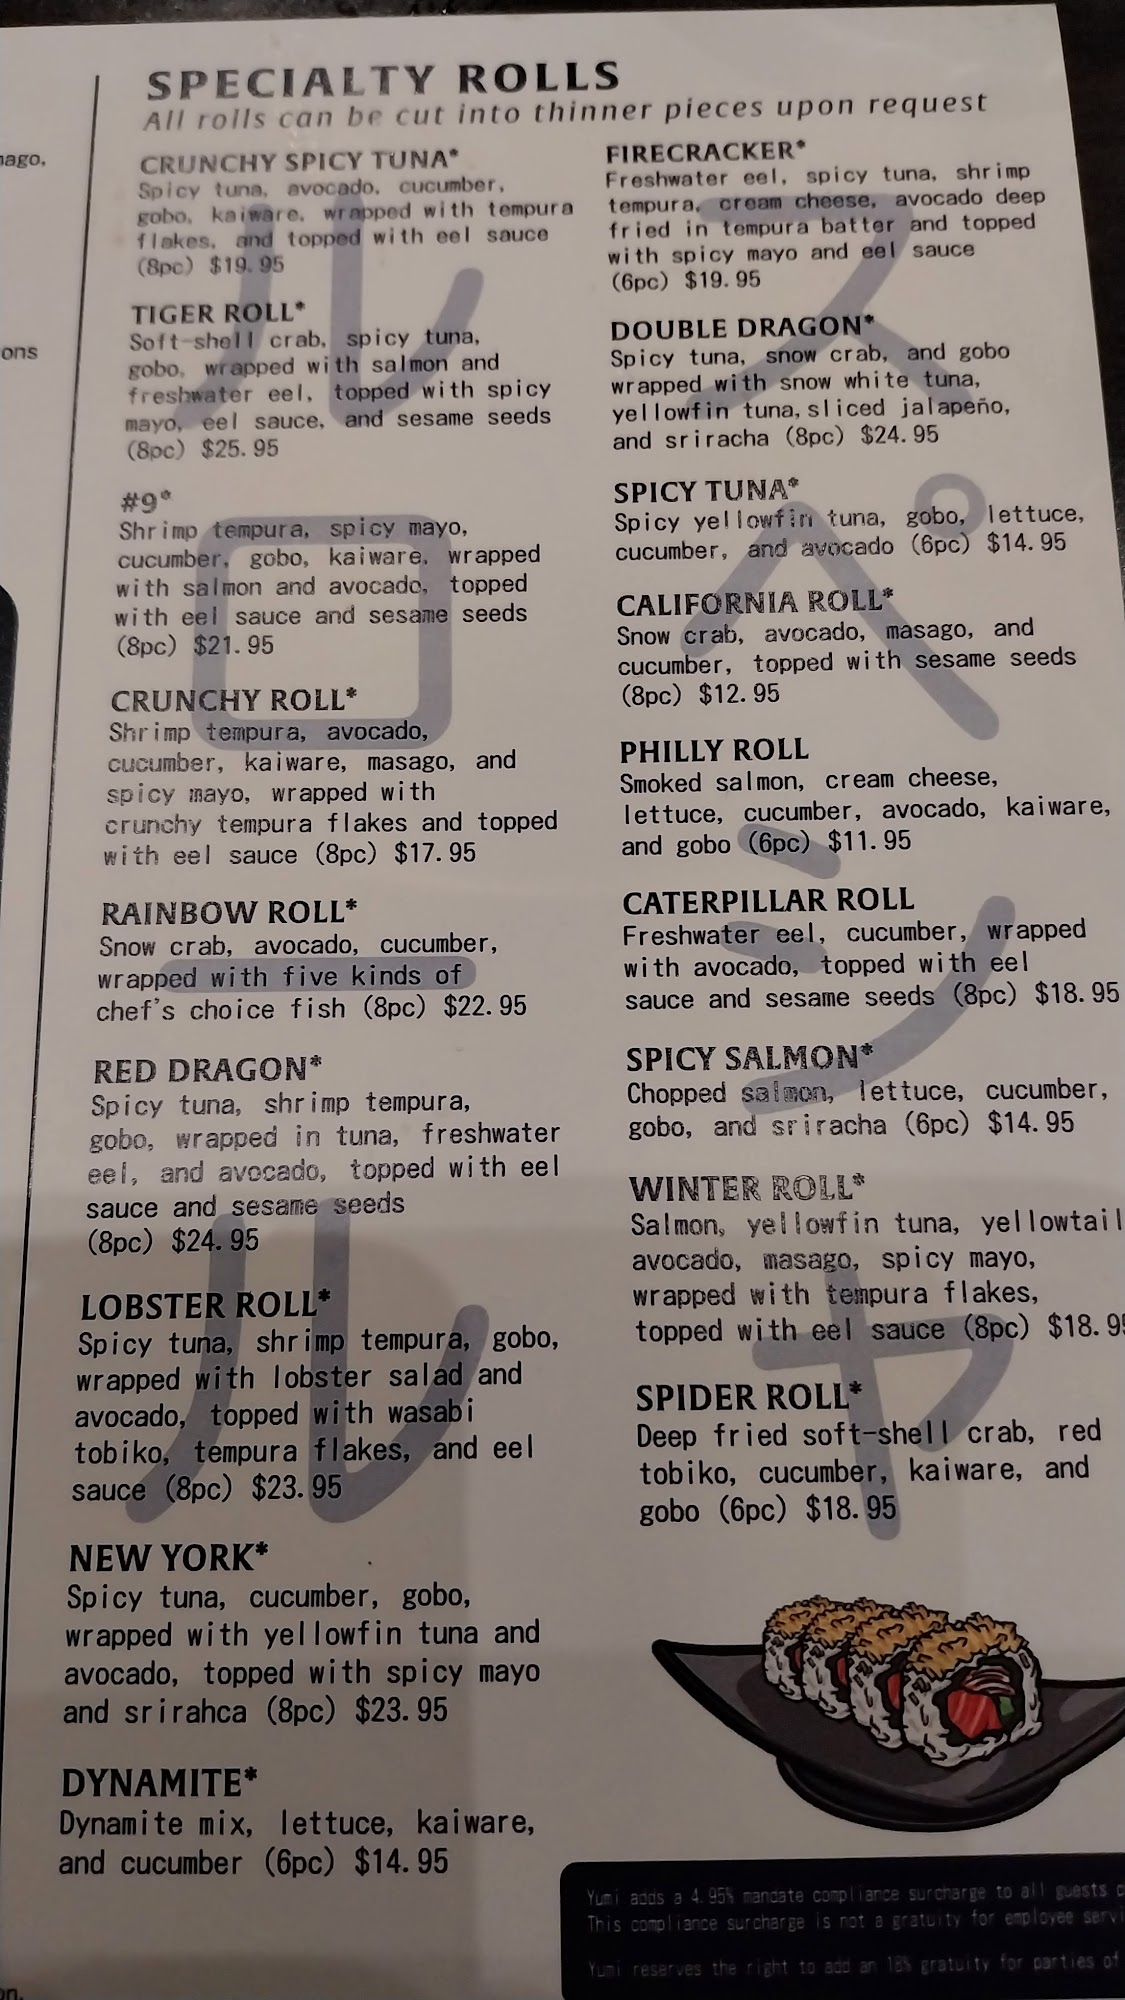 SPECIALTY ROLLS
All rolls can be cut into thinner pieces upon request
CRUNCHY SPICY TUNA*
Spicy tuna, avocado, cucumber,
gobo, kaiware, wrapped with tempura
flakes, and topped with eel sauce
(8pc) $19.95
TIGER ROLL*
Soft-shell crab, spicy tuna,
gobo, wrapped with salmon and
freshwater eel, topped with spicy
mayo, eel sauce, and sesame seeds
(8pc) $25.95
#9*
Shrimp tempura, spicy mayo,
cucumber, gobo, kaiware, wrapped
with salmon and avocado, topped
with eel sauce and sesame seeds
(8pc) $21.95
CRUNCHY ROLL*
Shrimp tempura, avocado,
cucumber, kaiware, masago, and
spicy mayo, wrapped with
crunchy tempura flakes and topped
with eel sauce (8pc) $17.95
RAINBOW ROLL*
Snow crab, avocado, cucumber,
wrapped with five kinds of
chef's choice fish (8pc) $22.95
RED DRAGON*
Spicy tuna, shrimp tempura,
gobo, wrapped in tuna, freshwater
eel, and avocado, topped with eel
sauce and sesame seeds
(8pc) $24.95
LOBSTER ROLL*
Spicy tuna, shrimp tempura, gobo,
wrapped with lobster salad and
avocado, topped with wasabi
tobiko, tempura flakes, and eel
sauce (8pc) $23.95
NEW YORK*
Spicy tuna, cucumber, gobo,
wrapped with yellowfin tuna and
avocado, topped with spicy mayo
and srirahca (8pc) $23.95
DYNAMITE*
Dynamite mix, lettuce, kaiware,
and cucumber (6pc) $14.95
FIRECRACKER*
Freshwater eel, spicy tuna, shrimp
tempura, cream cheese, avocado deep
fried in tempura batter and topped
with spicy mayo and eel sauce
(6pc) $19.95
DOUBLE DRAGON*
Spicy tuna, snow crab, and gobo
wrapped with snow white tuna,
yellowfin tuna, sliced jalapeño,
and sriracha (8pc) $24.95
SPICY TUNA*
Spicy yellowfin tuna, gobo, lettuce,
cucumber, and avocado (6pc) $14.95
CALIFORNIA ROLL*
Snow crab, avocado, masago, and
cucumber, topped with sesame seeds
(8pc) $12.95
PHILLY ROLL
Smoked salmon, cream cheese,
lettuce, cucumber, avocado, kaiware,
and gobo (6pc) $11.95
CATERPILLAR ROLL
Freshwater eel, cucumber, wrapped
with avocado, topped with eel
sauce and sesame seeds (8pc) $18.95
SPICY SALMON*
Chopped salmon, lettuce, cucumber,
gobo, and sriracha (6pc) $14.95
WINTER ROLL*
Salmon, yellowfin tuna, yellowtail
avocado, masago, spicy mayo,
wrapped with tempura flakes,
topped with eel sauce (8pc) $18.9
SPIDER ROLL*
Deep fried soft-shell crab, red
tobiko, cucumber, kaiware, and
gobo (6pc) $18.95
スペシャル
ロール
Yumi adds a 4.95% mandate compliance surcharge to all guests
This compliance surcharge is not a gratuity for employee
Yumi reserves the right to add an 18% gratuity for parties of
ons